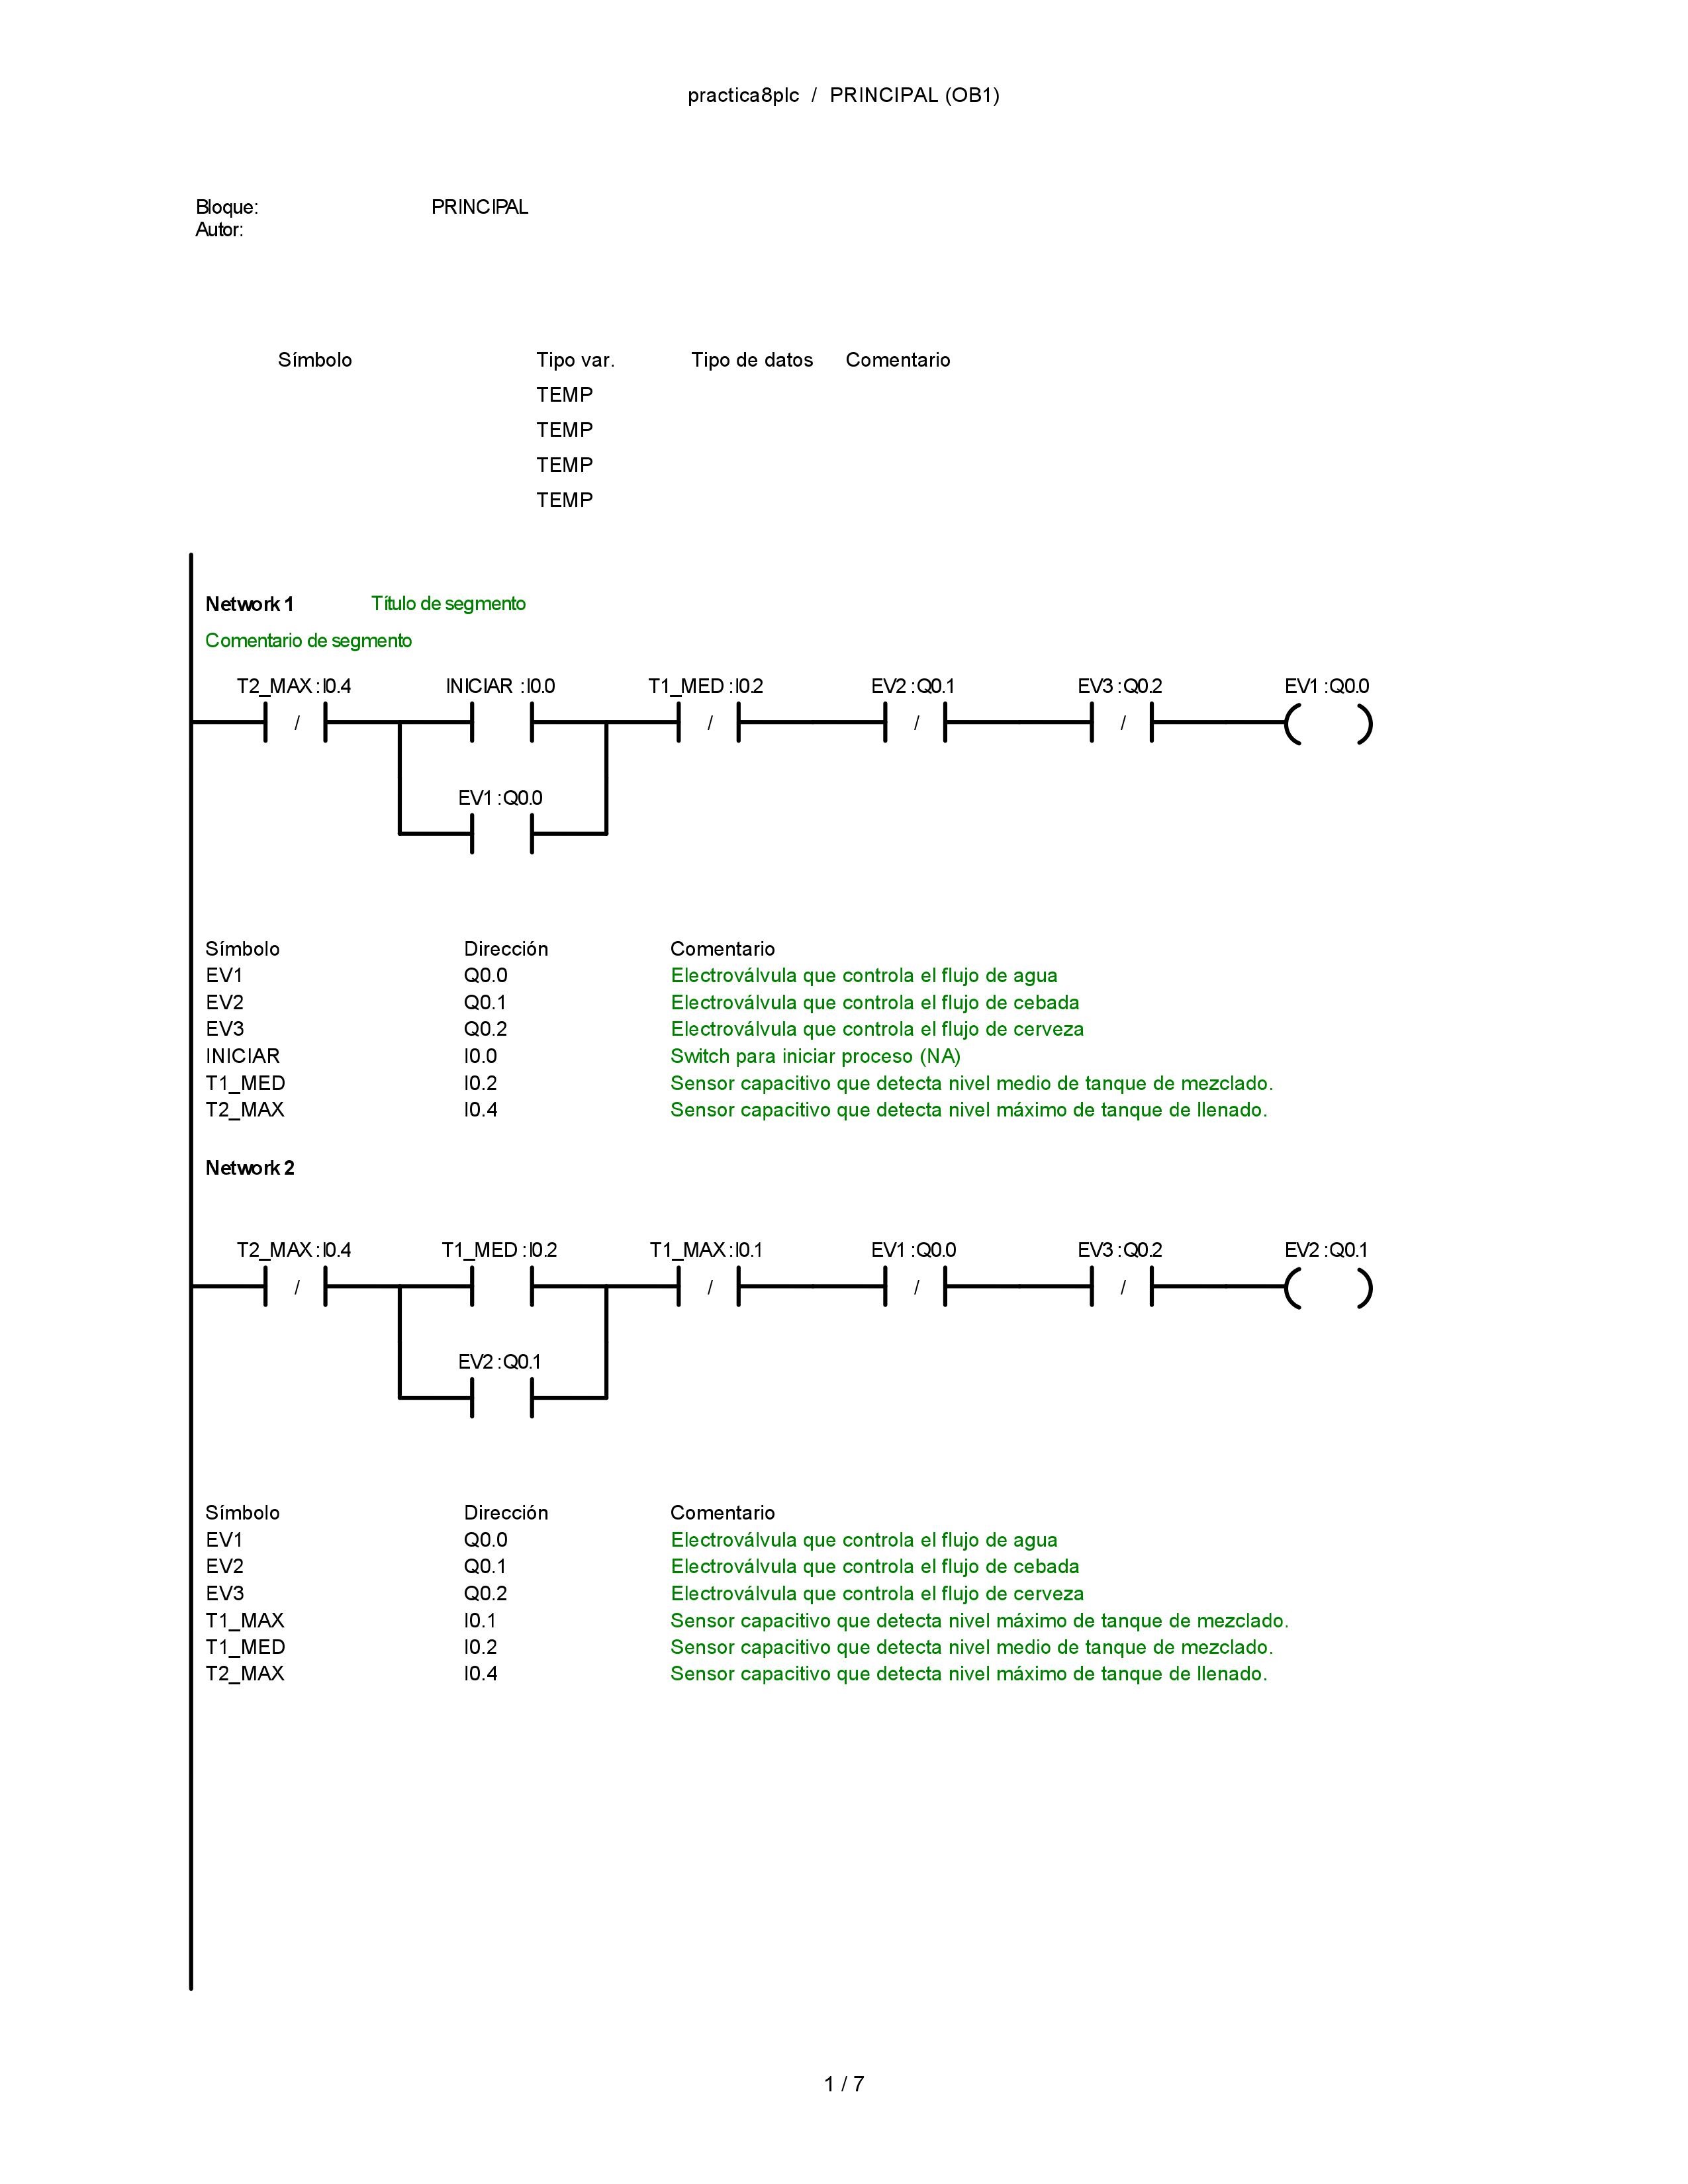 practica8plc / PRINCIPAL (OB1)
Bloque: PRINCIPAL
Autor:
Símbolo Tipo var. Tipo de datos Comentario
TEMP
TEMP
TEMP
TEMP
Network 1 Título de segmento
Comentario de segmento
T2_MAX:I0.4 INICIAR :I0.0 T1_MED:I0.2 EV2:Q0.1 EV3:Q0.2 EV1:Q0.0
/ / / /
EV1:Q0.0
Símbolo Dirección Comentario
EV1 Q0.0 Electroválvula que controla el flujo de agua
EV2 Q0.1 Electroválvula que controla el flujo de cebada
EV3 Q0.2 Electroválvula que controla el flujo de cerveza
INICIAR I0.0 Switch para iniciar proceso (NA)
T1_MED I0.2 Sensor capacitivo que detecta nivel medio de tanque de mezclado.
T2_MAX I0.4 Sensor capacitivo que detecta nivel máximo de tanque de llenado.
Network 2
T2_MAX:I0.4 T1_MED:I0.2 T1_MAX:I0.1 EV1:Q0.0 EV3:Q0.2 EV2:Q0.1
/ / / /
EV2:Q0.1
Símbolo Dirección Comentario
EV1 Q0.0 Electroválvula que controla el flujo de agua
EV2 Q0.1 Electroválvula que controla el flujo de cebada
EV3 Q0.2 Electroválvula que controla el flujo de cerveza
T1_MAX I0.1 Sensor capacitivo que detecta nivel máximo de tanque de mezclado.
T1_MED I0.2 Sensor capacitivo que detecta nivel medio de tanque de mezclado.
T2_MAX I0.4 Sensor capacitivo que detecta nivel máximo de tanque de llenado.
1 / 7